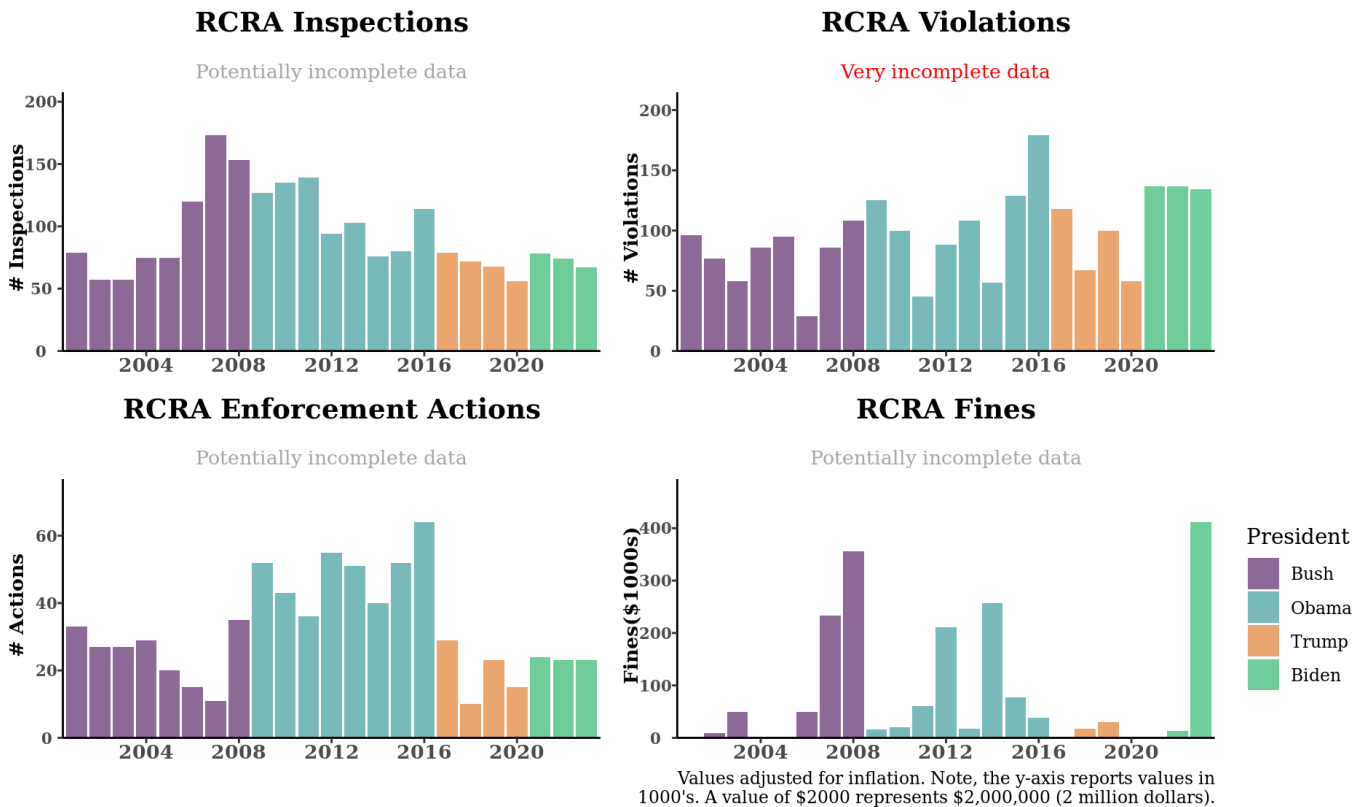 RCRA Inspections
Potentially incomplete data
# Inspections
200
150
100
50
0
2004 2008 2012 2016 2020
RCRA Violations
Very incomplete data
# Violations
200
150
100
50
0
2004 2008 2012 2016 2020
RCRA Enforcement Actions
Potentially incomplete data
# Actions
60
40
20
0
2004 2008 2012 2016 2020
RCRA Fines
Potentially incomplete data
Fines($1000s)
400
300
200
100
0
2004 2008 2012 2016 2020
President
Bush
Obama
Trump
Biden
Values adjusted for inflation. Note, the y-axis reports values in
1000's. A value of $2000 represents $2,000,000 (2 million dollars).